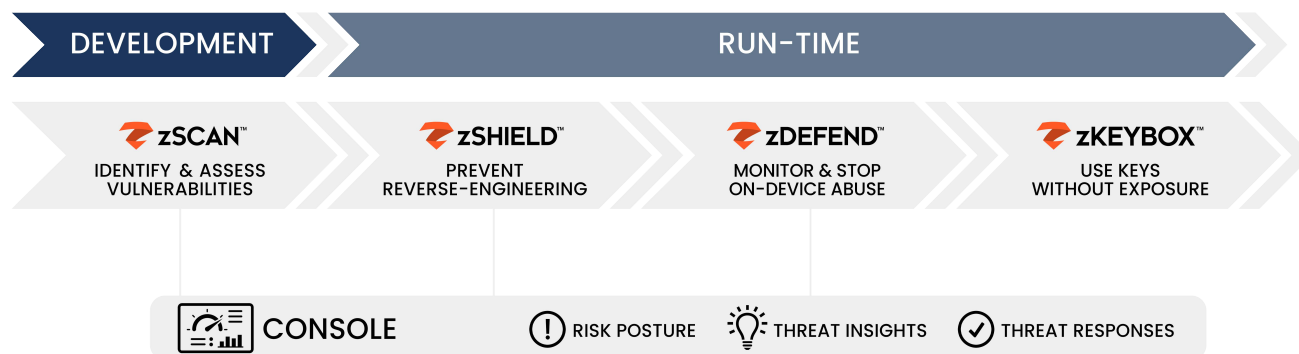 DEVELOPMENT
RUN-TIME
zSCAN™
IDENTIFY & ASSESS
VULNERABILITIES
zSHIELD™
PREVENT
REVERSE-ENGINEERING
zDEFEND™
MONITOR & STOP
ON-DEVICE ABUSE
zKEYBOX™
USE KEYS
WITHOUT EXPOSURE
CONSOLE
RISK POSTURE
THREAT INSIGHTS
THREAT RESPONSES